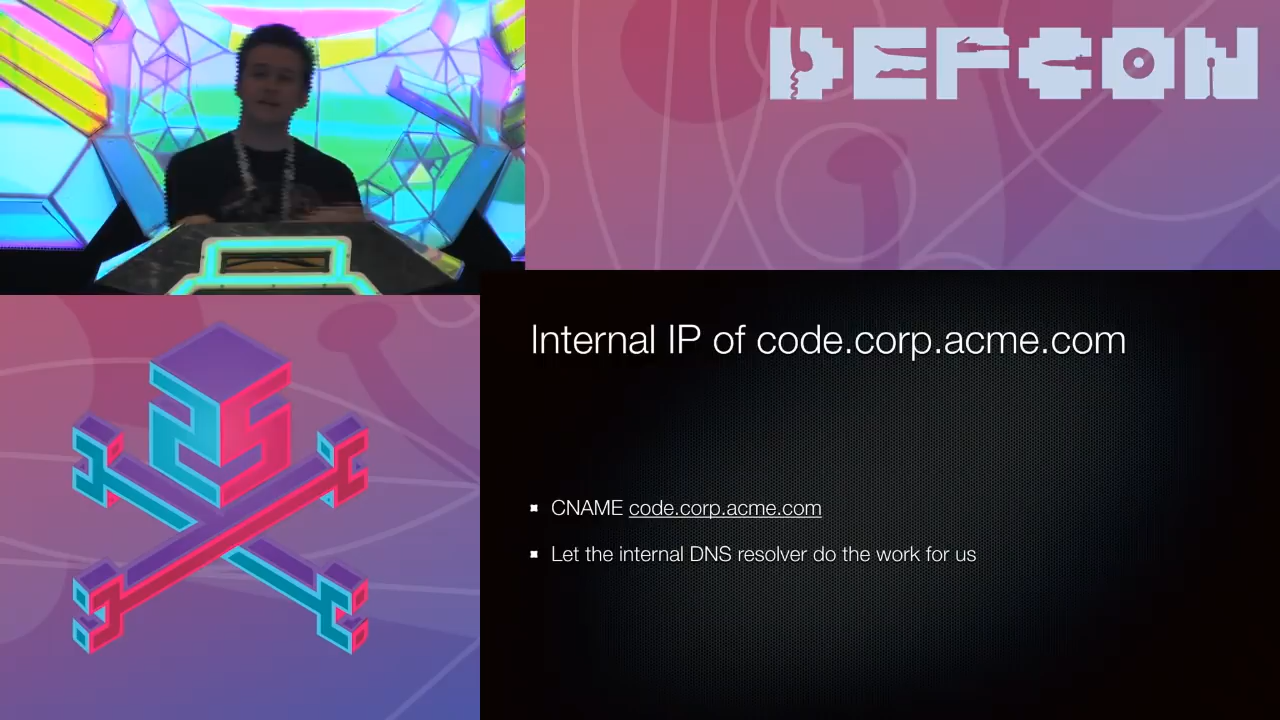 DEFCON
Internal IP of code.corp.acme.com
▪ CNAME code.corp.acme.com
▪ Let the internal DNS resolver do the work for us